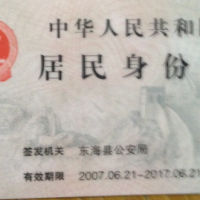 中华人民共和
居民身份
签发机关 东海县公安局
有效期限 2007.06.21-2017.06.21